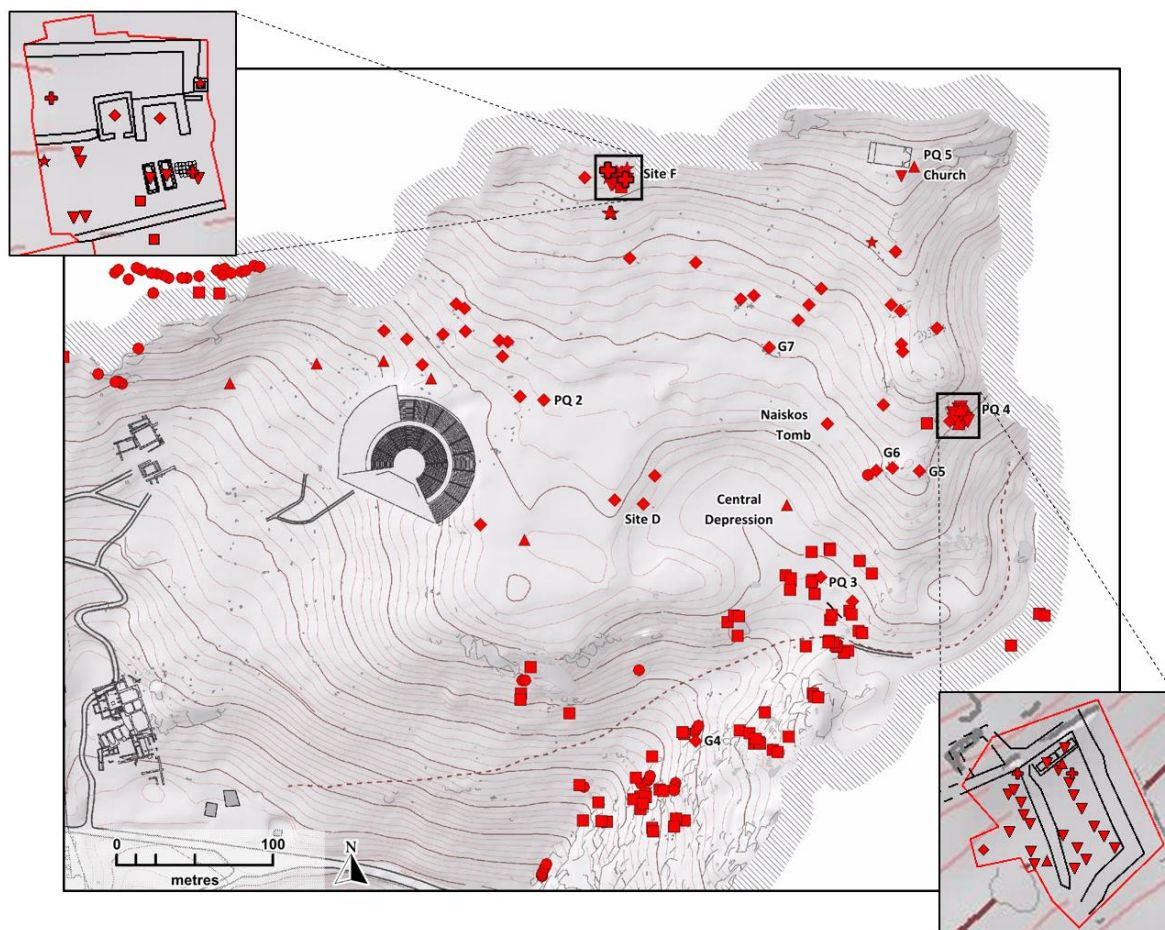 Site F
PQ 5
Church
G7
PQ 2
Naiskos
Tomb
PQ 4
G6
G5
Site D
Central
Depression
PQ 3
G4
0
100
metres
N